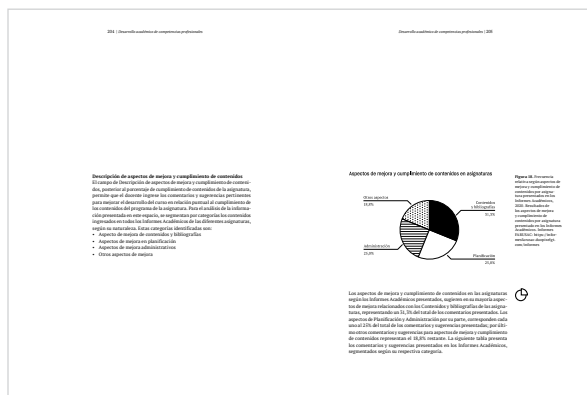 204 | Desarrollo académico de competencias profesionales
Descripción de aspectos de mejora y cumplimiento de contenidos
El campo de Descripción de aspectos de mejora y cumplimiento de conteni-
dos, posterior al porcentaje de cumplimiento de contenidos de la asignatura,
permite que el docente ingrese los comentarios y sugerencias pertinentes
para mejorar el desarrollo del curso en relación puntual al cumplimiento de
los contenidos del programa de la asignatura. Para el análisis de la informa-
ción presentada en este espacio, se segmentan por categorías los contenidos
ingresados en todos los Informes Académicos de las diferentes asignaturas,
según su naturaleza. Estas categorías identificadas son:
• Aspecto de mejora de contenidos y bibliografías
• Aspectos de mejora en planificación
• Aspectos de mejora administrativos
• Otros aspectos de mejora
Desarrollo académico de competencias profesionales | 205
Aspectos de mejora y cumplimiento de contenidos en asignaturas
Otros aspectos
18,8%
Contenidos
y bibliografías
31,3%
Administración
25,0%
Planificación
25,0%
Figura 18. Frecuencia
relativa según aspectos de
mejora y cumplimiento de
contenidos por asigna-
tura presentados en los
Informes Académicos,
2020. Resultados de
los aspectos de mejora
y cumplimiento de
contenidos por asignatura
presentados en los Informes
Académicos. Informes
Los aspectos de mejora y cumplimiento de contenidos en las asignaturas
según los Informes Académicos presentados, sugieren en su mayoría aspec-
tos de mejora relacionados con los Contenidos y bibliografías de las asigna-
turas, representando un 31,3% del total de los comentarios presentados. Los
aspectos de Planificación y Administración por su parte, corresponden cada
uno al 25% del total de los comentarios y sugerencias presentadas; por últi-
mo otros comentarios y sugerencias para aspectos de mejora y cumplimiento
de contenidos representan el 18,8% restante. La siguiente tabla presenta
los comentarios y sugerencias presentados en los Informes Académicos,
segmentados según su respectiva categoría.